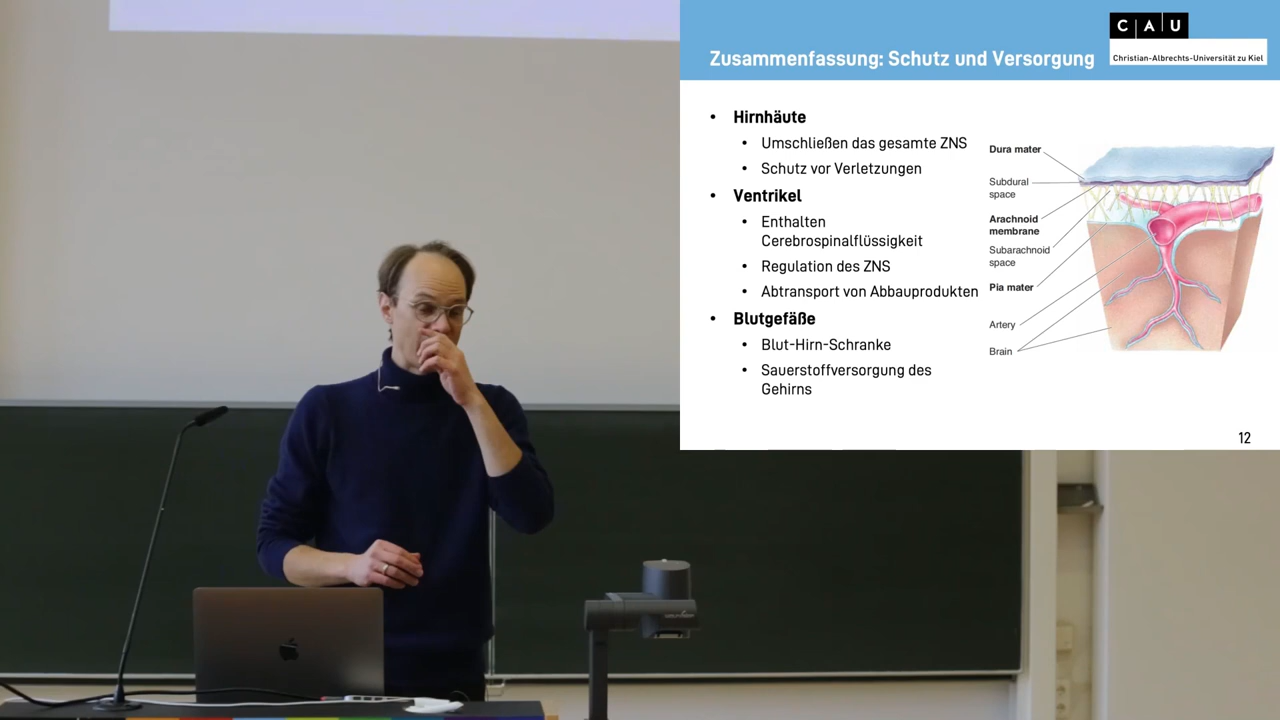 Zusammenfassung: Schutz und Versorgung
C A U
Christian-Albrechts-Universität zu Kiel
• Hirnhäute
• Umschließen das gesamte ZNS
• Schutz vor Verletzungen
• Ventrikel
• Enthalten
Cerebrospinalflüssigkeit
• Regulation des ZNS
• Abtransport von Abbauprodukten
• Blutgefäße
• Blut-Hirn-Schranke
• Sauerstoffversorgung des
Gehirns
Dura mater
Subdural
space
Arachnoid
membrane
Subarachnoid
space
Pia mater
Artery
Brain
12